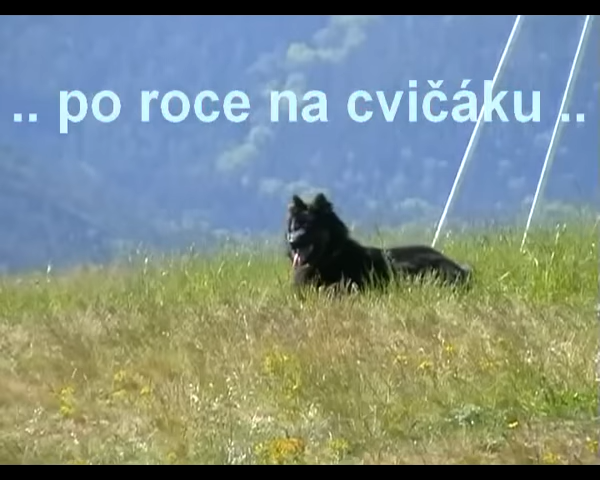 .. po roce na cvičáku ..